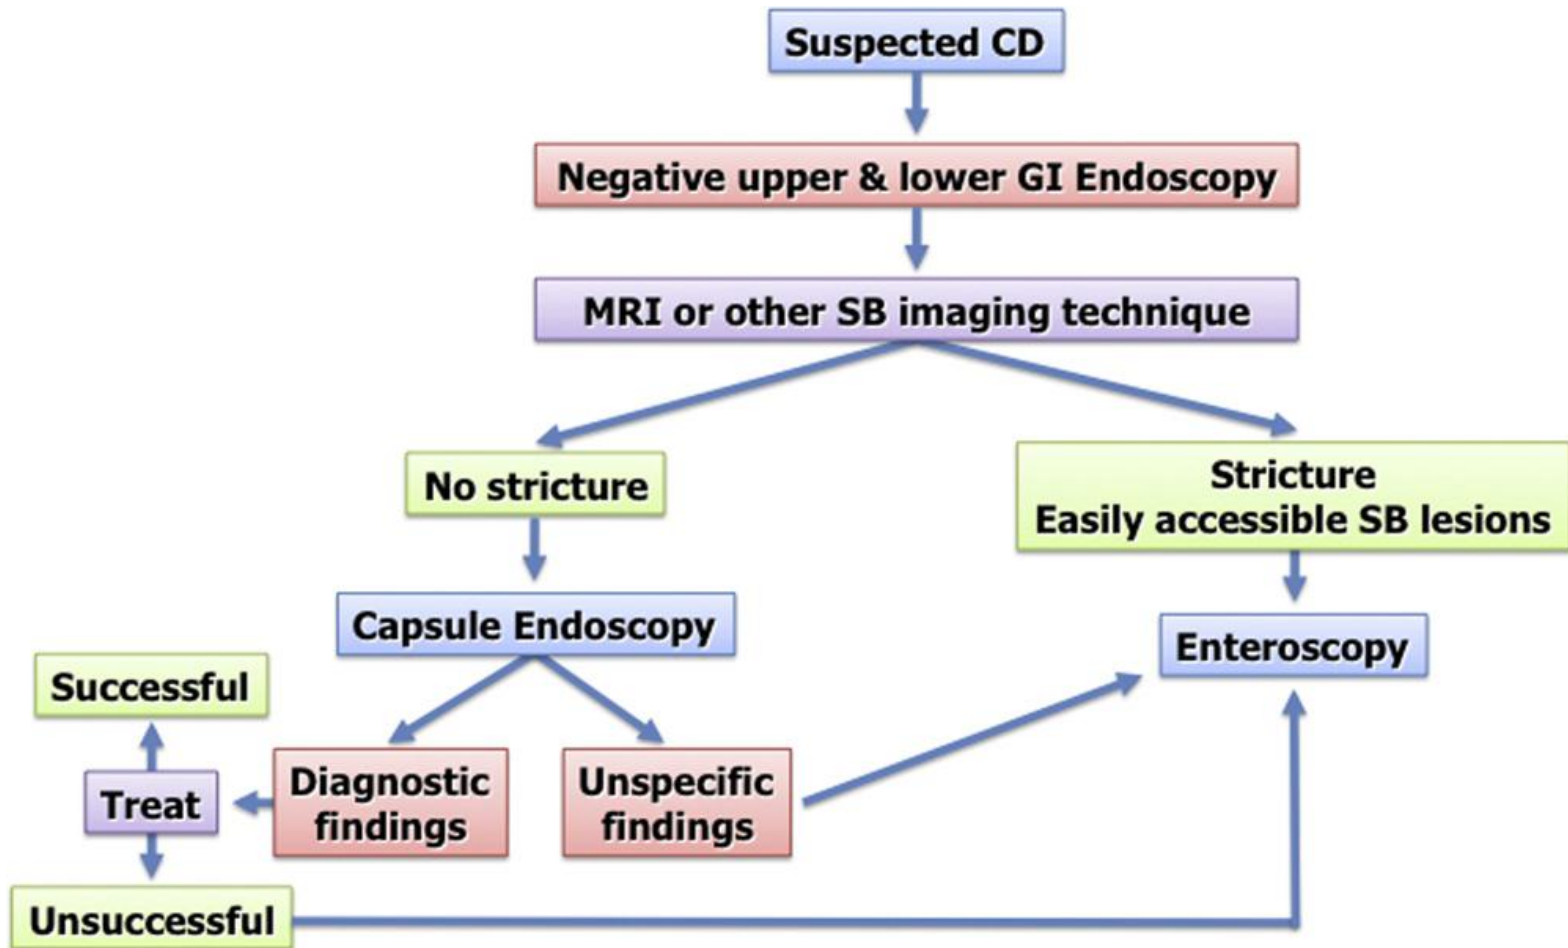 Suspected CD
Negative upper & lower GI Endoscopy
MRI or other SB imaging technique
No stricture
Stricture
Easily accessible SB lesions
Capsule Endoscopy
Enteroscopy
Successful
Diagnostic
findings
Unspecific
findings
Treat
Unsuccessful